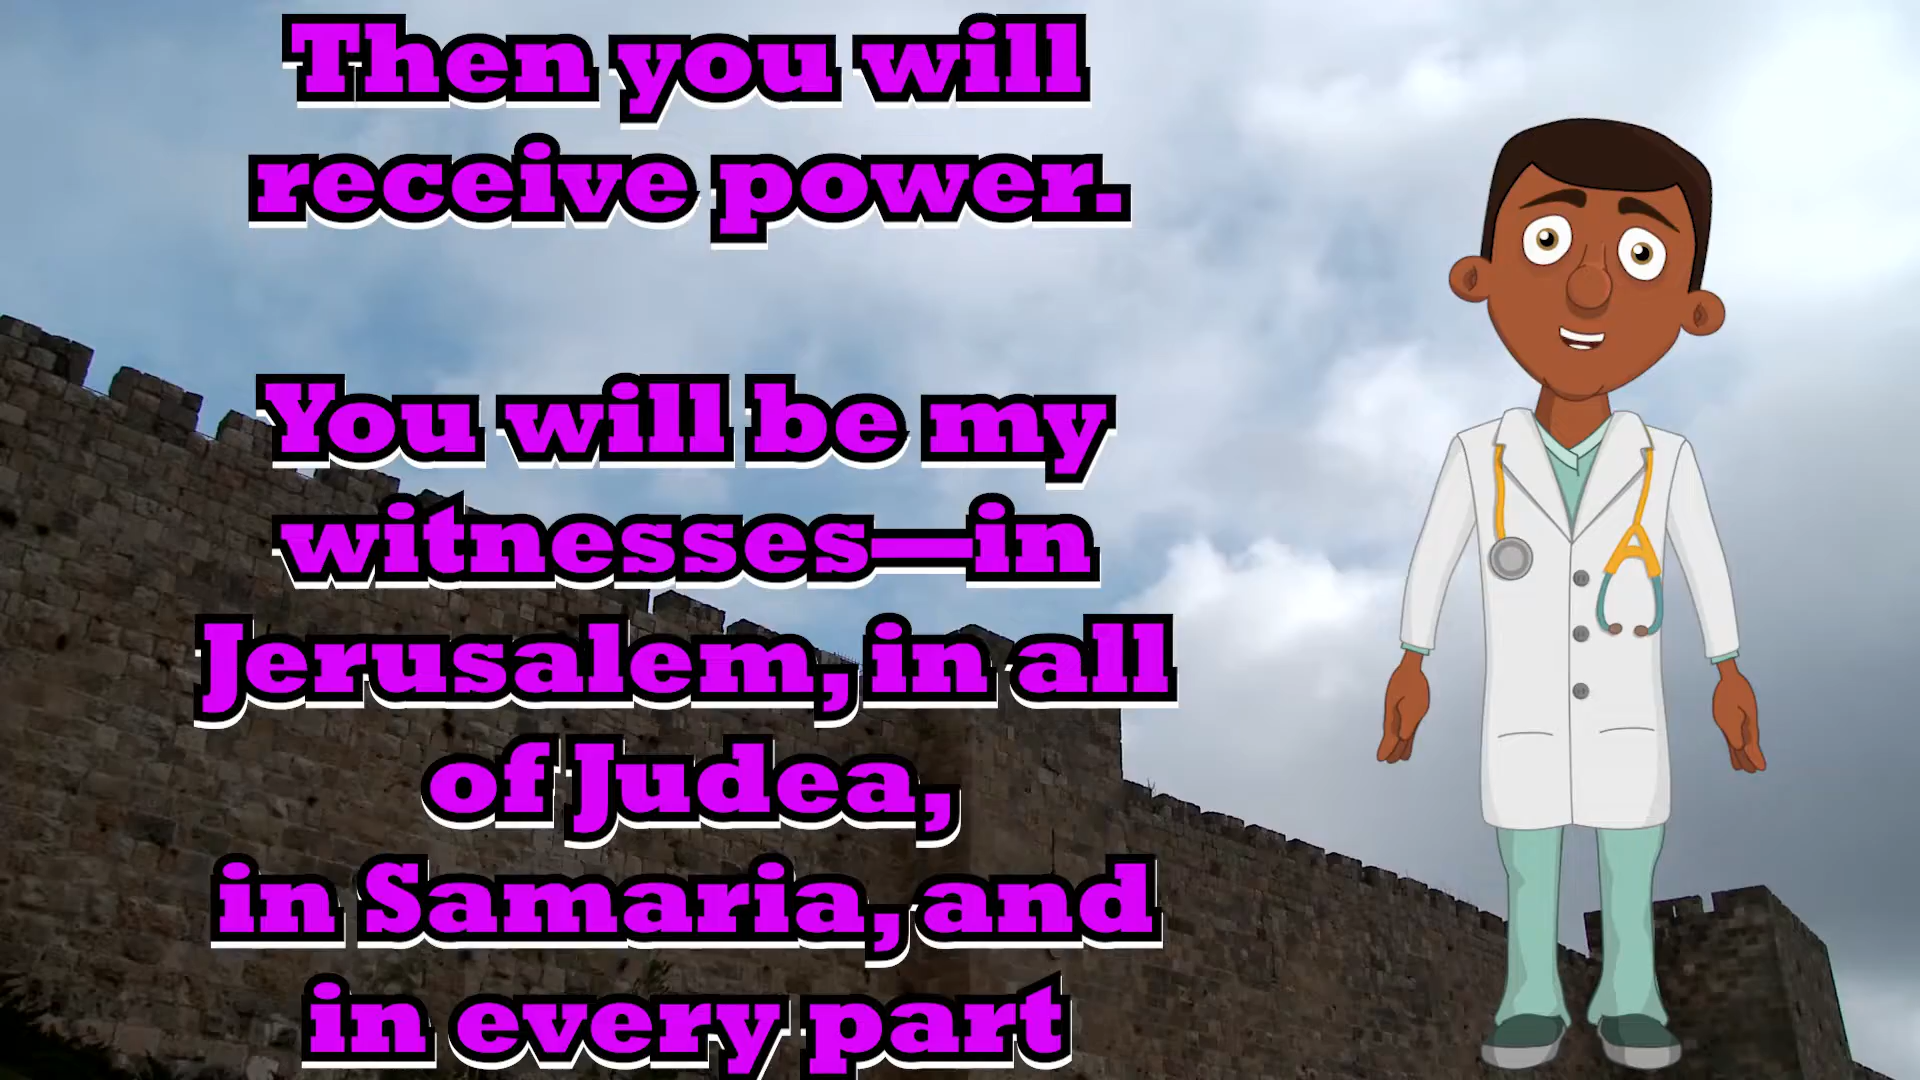 Then you will
receive power.
You will be my
witnesses—in
Jerusalem, in all
of Judea,
in Samaria, and
in every part